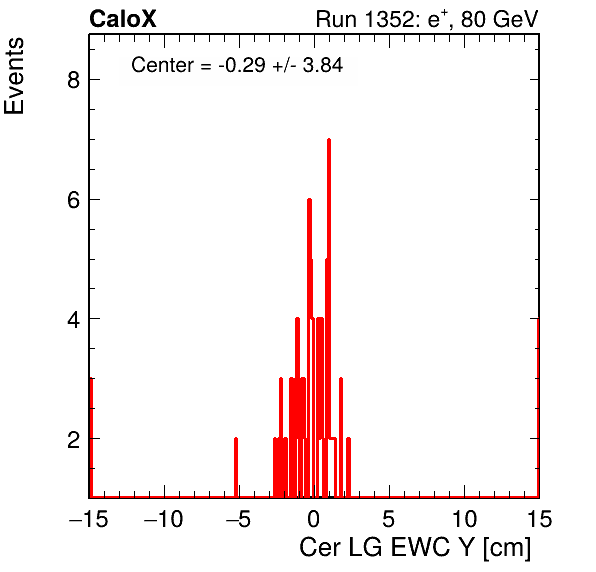 CaloX Run 1352: e⁺, 80 GeV
Center = -0.29 +/- 3.84
Events
8
6
4
2
−15 −10 −5 0 5 10 15
Cer LG EWC Y [cm]